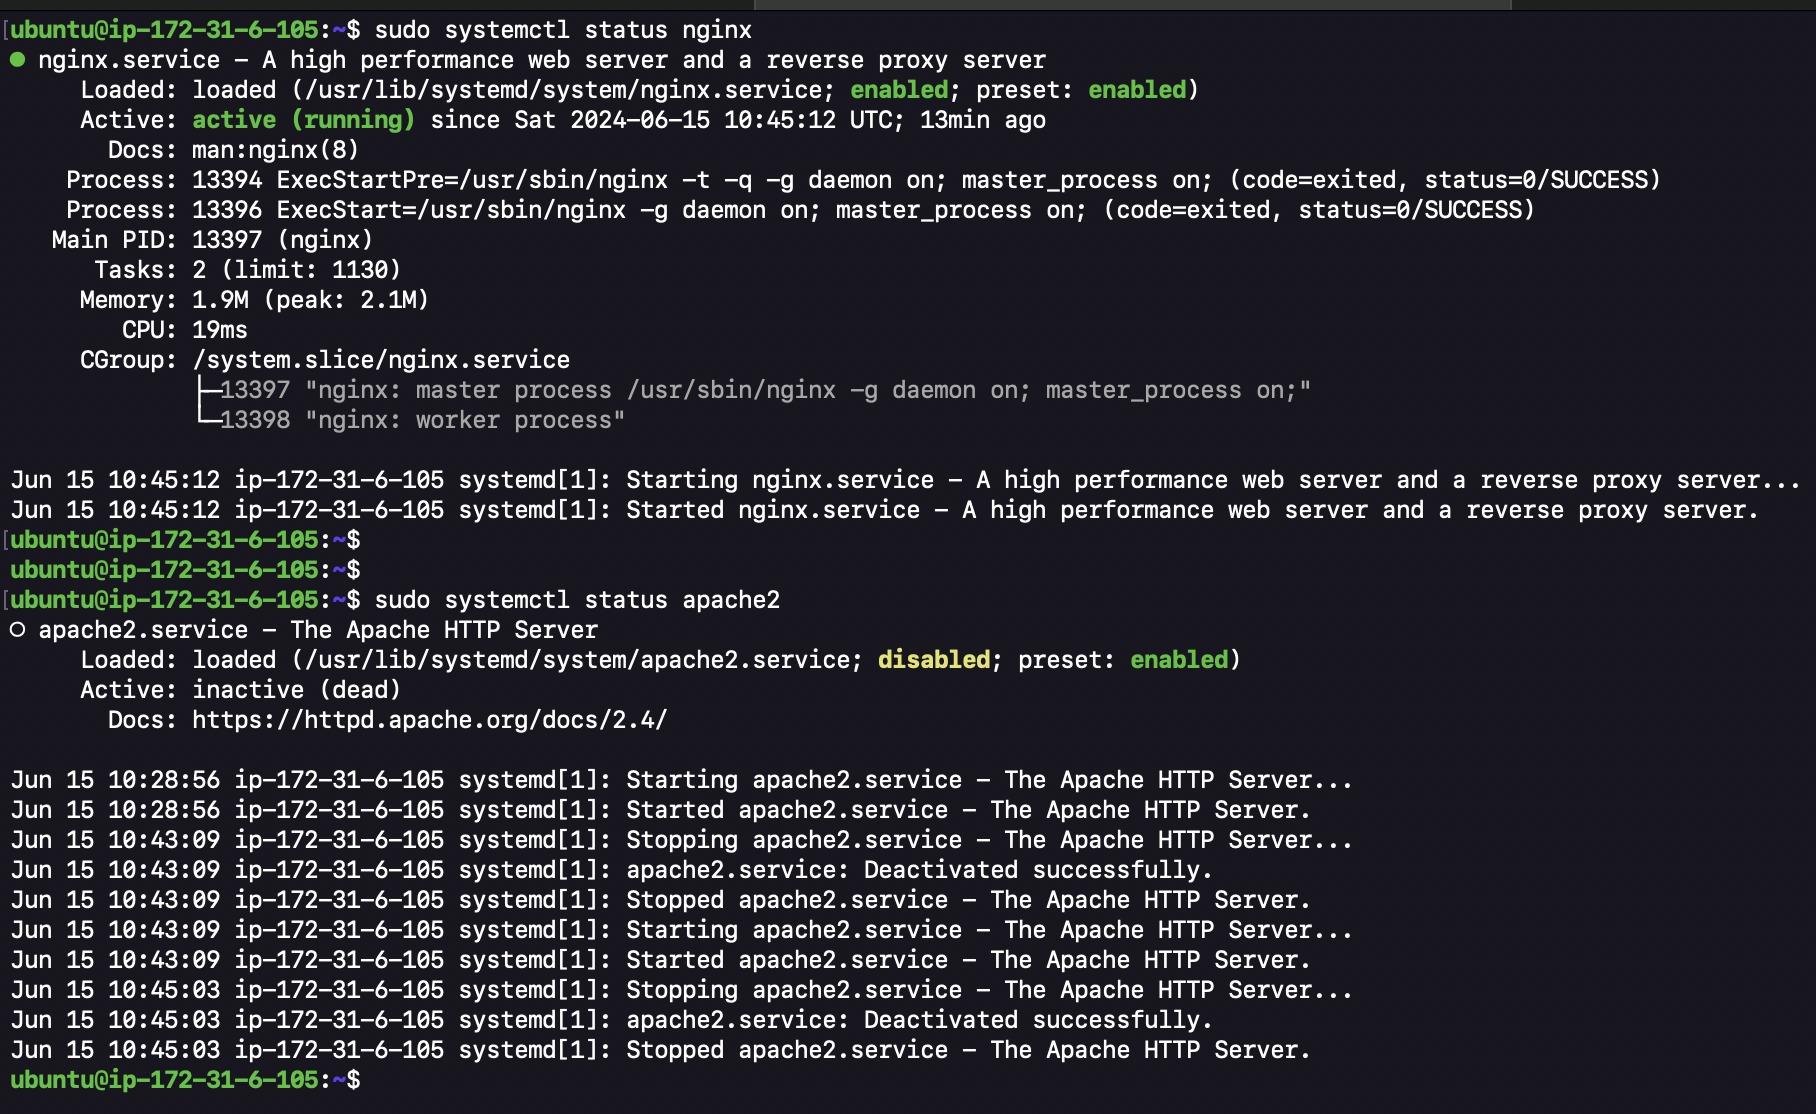 [ubuntu@ip-172-31-6-105:~$ sudo systemctl status nginx
● nginx.service - A high performance web server and a reverse proxy server
     Loaded: loaded (/usr/lib/systemd/system/nginx.service; enabled; preset: enabled)
     Active: active (running) since Sat 2024-06-15 10:45:12 UTC; 13min ago
       Docs: man:nginx(8)
    Process: 13394 ExecStartPre=/usr/sbin/nginx -t -q -g daemon on; master_process on; (code=exited, status=0/SUCCESS)
    Process: 13396 ExecStart=/usr/sbin/nginx -g daemon on; master_process on; (code=exited, status=0/SUCCESS)
   Main PID: 13397 (nginx)
      Tasks: 2 (limit: 1130)
     Memory: 1.9M (peak: 2.1M)
        CPU: 19ms
     CGroup: /system.slice/nginx.service
             ├─13397 "nginx: master process /usr/sbin/nginx -g daemon on; master_process on;"
             └─13398 "nginx: worker process"

Jun 15 10:45:12 ip-172-31-6-105 systemd[1]: Starting nginx.service - A high performance web server and a reverse proxy server...
Jun 15 10:45:12 ip-172-31-6-105 systemd[1]: Started nginx.service - A high performance web server and a reverse proxy server.
[ubuntu@ip-172-31-6-105:~$
ubuntu@ip-172-31-6-105:~$
[ubuntu@ip-172-31-6-105:~$ sudo systemctl status apache2
○ apache2.service - The Apache HTTP Server
     Loaded: loaded (/usr/lib/systemd/system/apache2.service; disabled; preset: enabled)
     Active: inactive (dead)
       Docs: https://httpd.apache.org/docs/2.4/

Jun 15 10:28:56 ip-172-31-6-105 systemd[1]: Starting apache2.service - The Apache HTTP Server...
Jun 15 10:28:56 ip-172-31-6-105 systemd[1]: Started apache2.service - The Apache HTTP Server.
Jun 15 10:43:09 ip-172-31-6-105 systemd[1]: Stopping apache2.service - The Apache HTTP Server...
Jun 15 10:43:09 ip-172-31-6-105 systemd[1]: apache2.service: Deactivated successfully.
Jun 15 10:43:09 ip-172-31-6-105 systemd[1]: Stopped apache2.service - The Apache HTTP Server.
Jun 15 10:43:09 ip-172-31-6-105 systemd[1]: Starting apache2.service - The Apache HTTP Server...
Jun 15 10:43:09 ip-172-31-6-105 systemd[1]: Started apache2.service - The Apache HTTP Server.
Jun 15 10:45:03 ip-172-31-6-105 systemd[1]: Stopping apache2.service - The Apache HTTP Server...
Jun 15 10:45:03 ip-172-31-6-105 systemd[1]: apache2.service: Deactivated successfully.
Jun 15 10:45:03 ip-172-31-6-105 systemd[1]: Stopped apache2.service - The Apache HTTP Server.
ubuntu@ip-172-31-6-105:~$